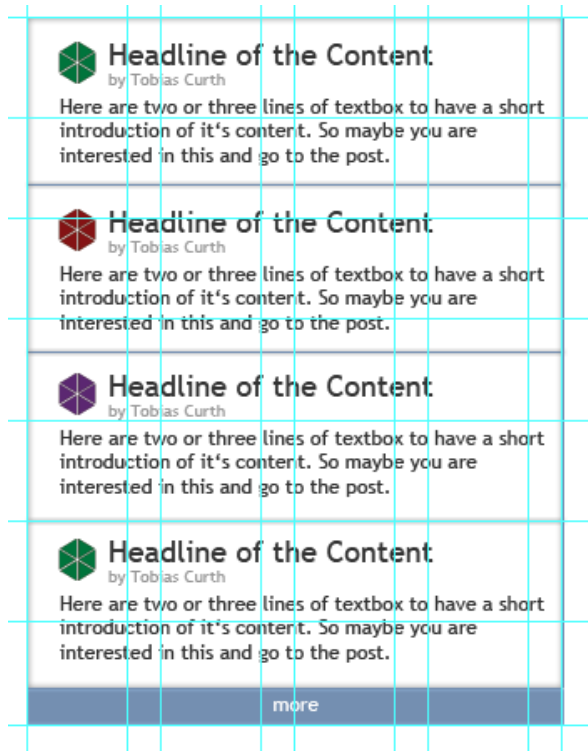 Headline of the Content
by Tobias Curth
Here are two or three lines of textbox to have a short
introduction of it‘s content. So maybe you are
interested in this and go to the post.
Headline of the Content
by Tobias Curth
Here are two or three lines of textbox to have a short
introduction of it‘s content. So maybe you are
interested in this and go to the post.
Headline of the Content
by Tobias Curth
Here are two or three lines of textbox to have a short
introduction of it‘s content. So maybe you are
interested in this and go to the post.
Headline of the Content
by Tobias Curth
Here are two or three lines of textbox to have a short
introduction of it‘s content. So maybe you are
interested in this and go to the post.
more